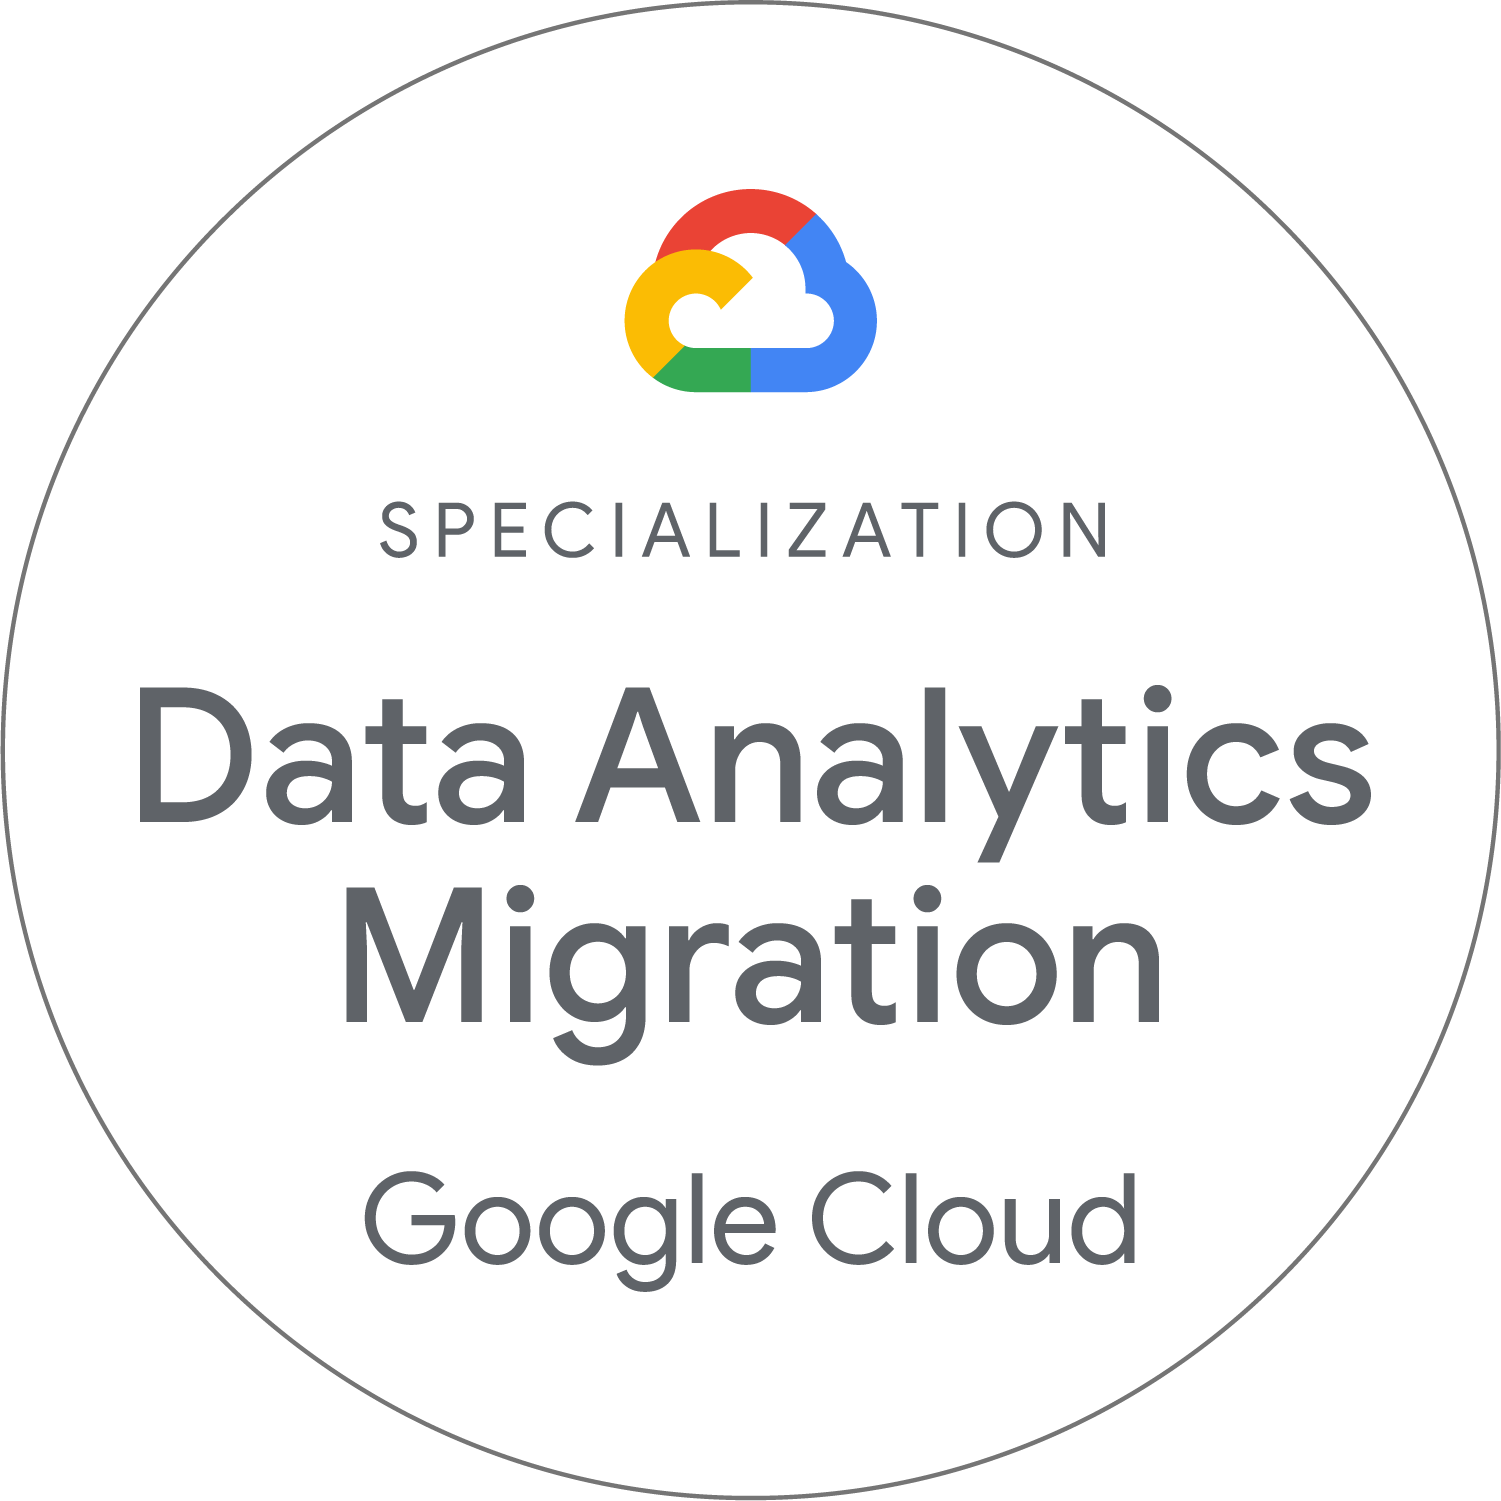 SPECIALIZATION
Data Analytics
Migration
Google Cloud